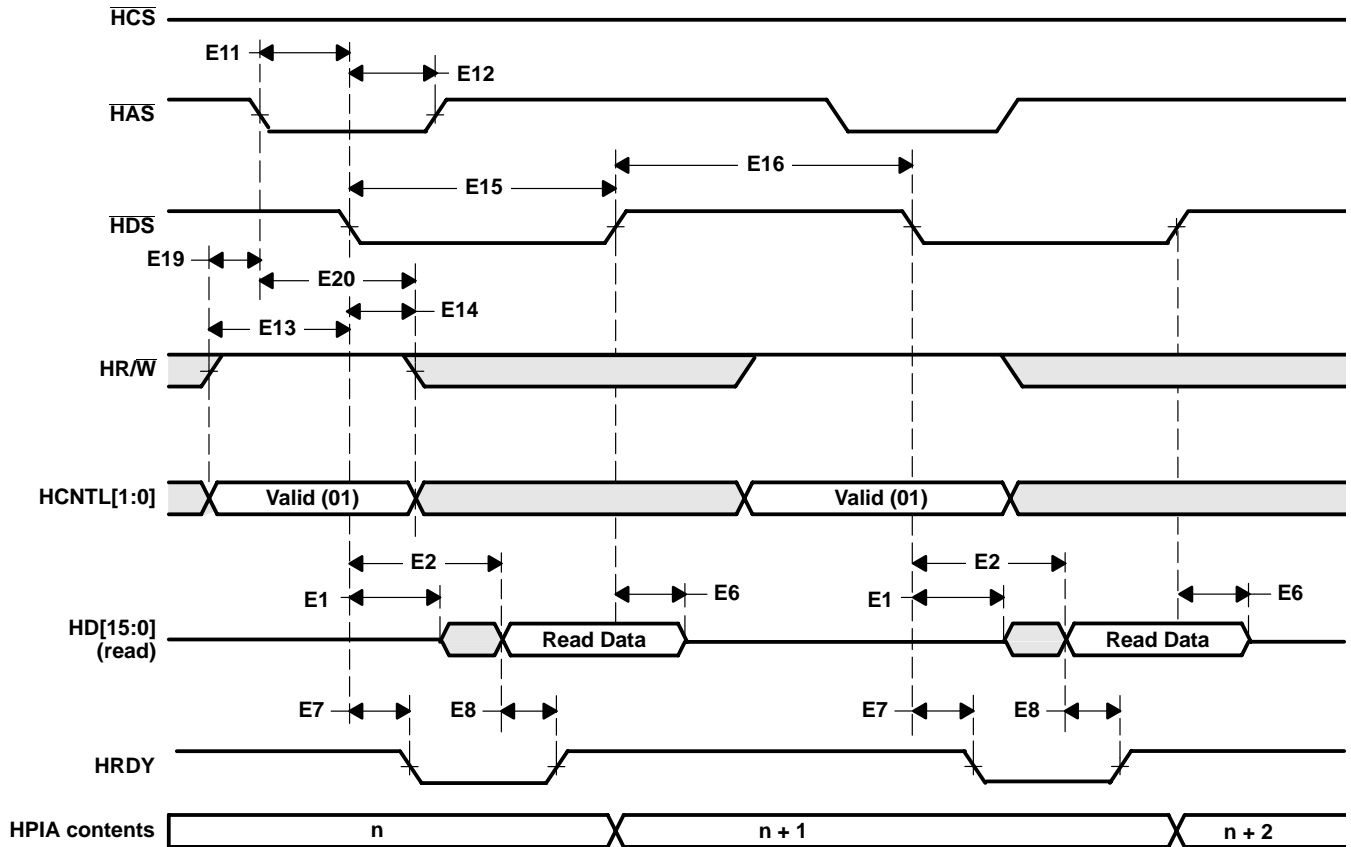 HCS
E11
E12
HAS
E16
E15
HDS
E19
E20
E14
E13
HR/W
HCNTL[1:0]
Valid (01)
Valid (01)
E2
E2
E1
E6
E1
E6
HD[15:0]
(read)
Read Data
Read Data
E7
E8
E7
E8
HRDY
HPIA contents
n
n + 1
n + 2